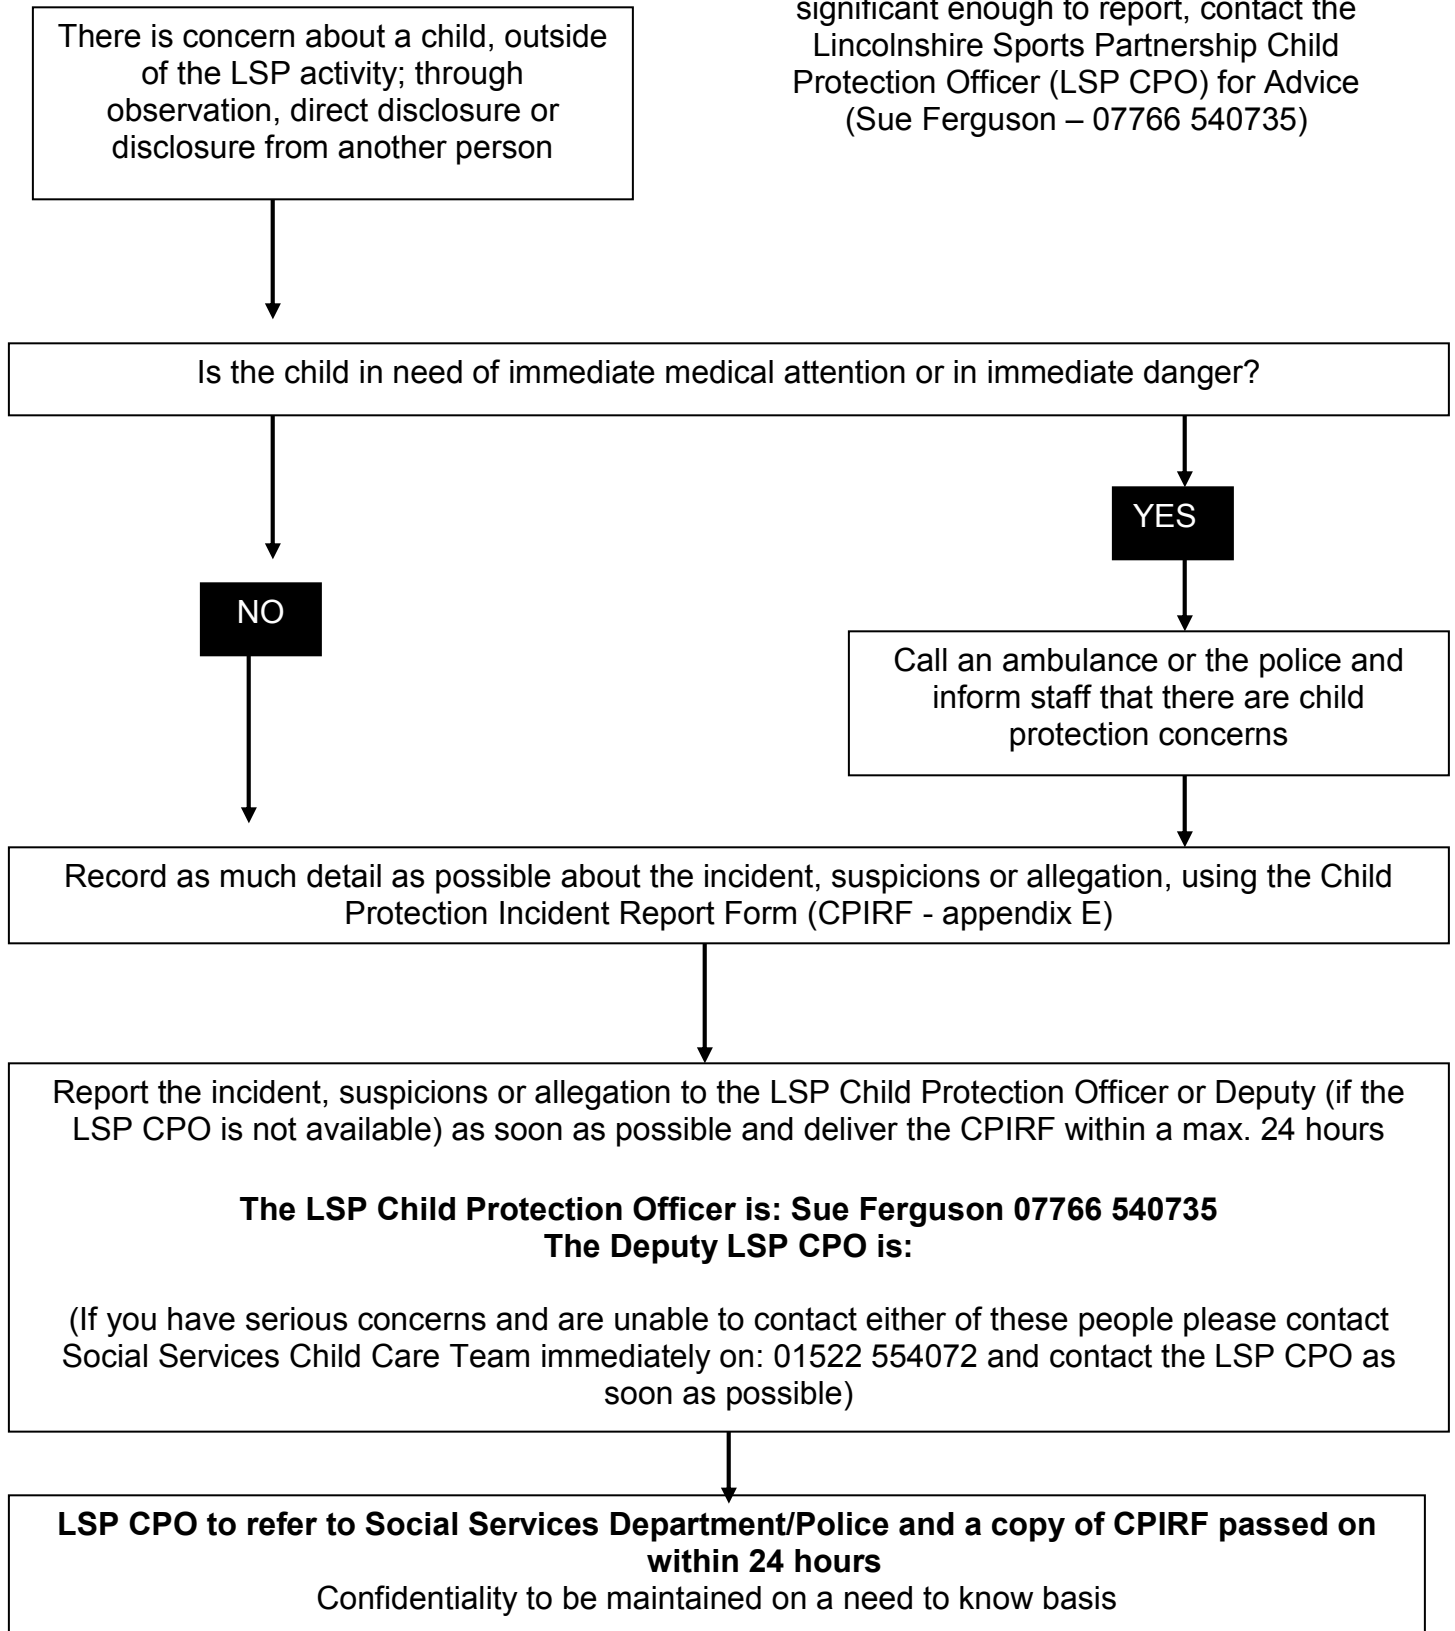 significant enough to report, contact the
Lincolnshire Sports Partnership Child
Protection Officer (LSP CPO) for Advice
(Sue Ferguson – 07766 540735)
There is concern about a child, outside
of the LSP activity; through
observation, direct disclosure or
disclosure from another person
Is the child in need of immediate medical attention or in immediate danger?
YES
NO
Call an ambulance or the police and
inform staff that there are child
protection concerns
Record as much detail as possible about the incident, suspicions or allegation, using the Child
Protection Incident Report Form (CPIRF - appendix E)
Report the incident, suspicions or allegation to the LSP Child Protection Officer or Deputy (if the
LSP CPO is not available) as soon as possible and deliver the CPIRF within a max. 24 hours
The LSP Child Protection Officer is: Sue Ferguson 07766 540735
The Deputy LSP CPO is:
(If you have serious concerns and are unable to contact either of these people please contact
Social Services Child Care Team immediately on: 01522 554072 and contact the LSP CPO as
soon as possible)
LSP CPO to refer to Social Services Department/Police and a copy of CPIRF passed on
within 24 hours
Confidentiality to be maintained on a need to know basis